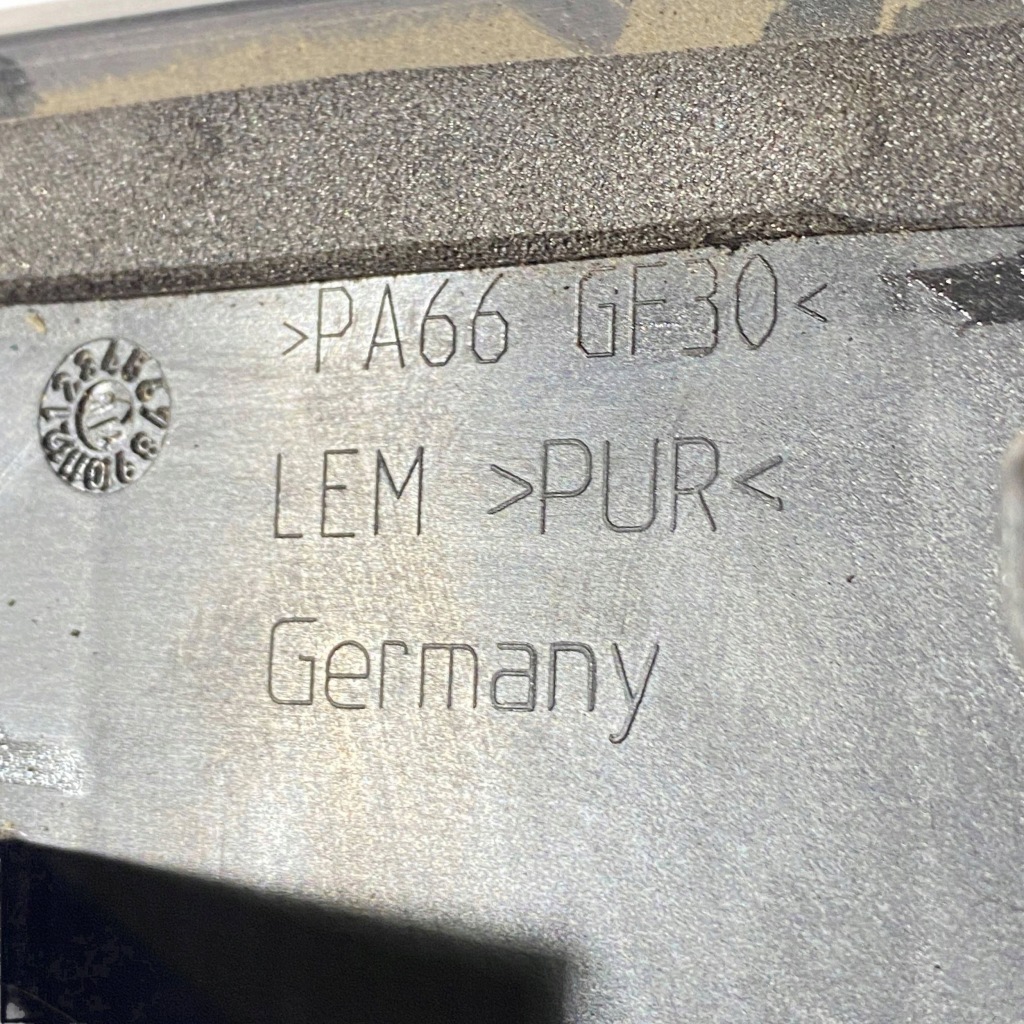 >PA66 GF30<
LEM >PUR<
Germany